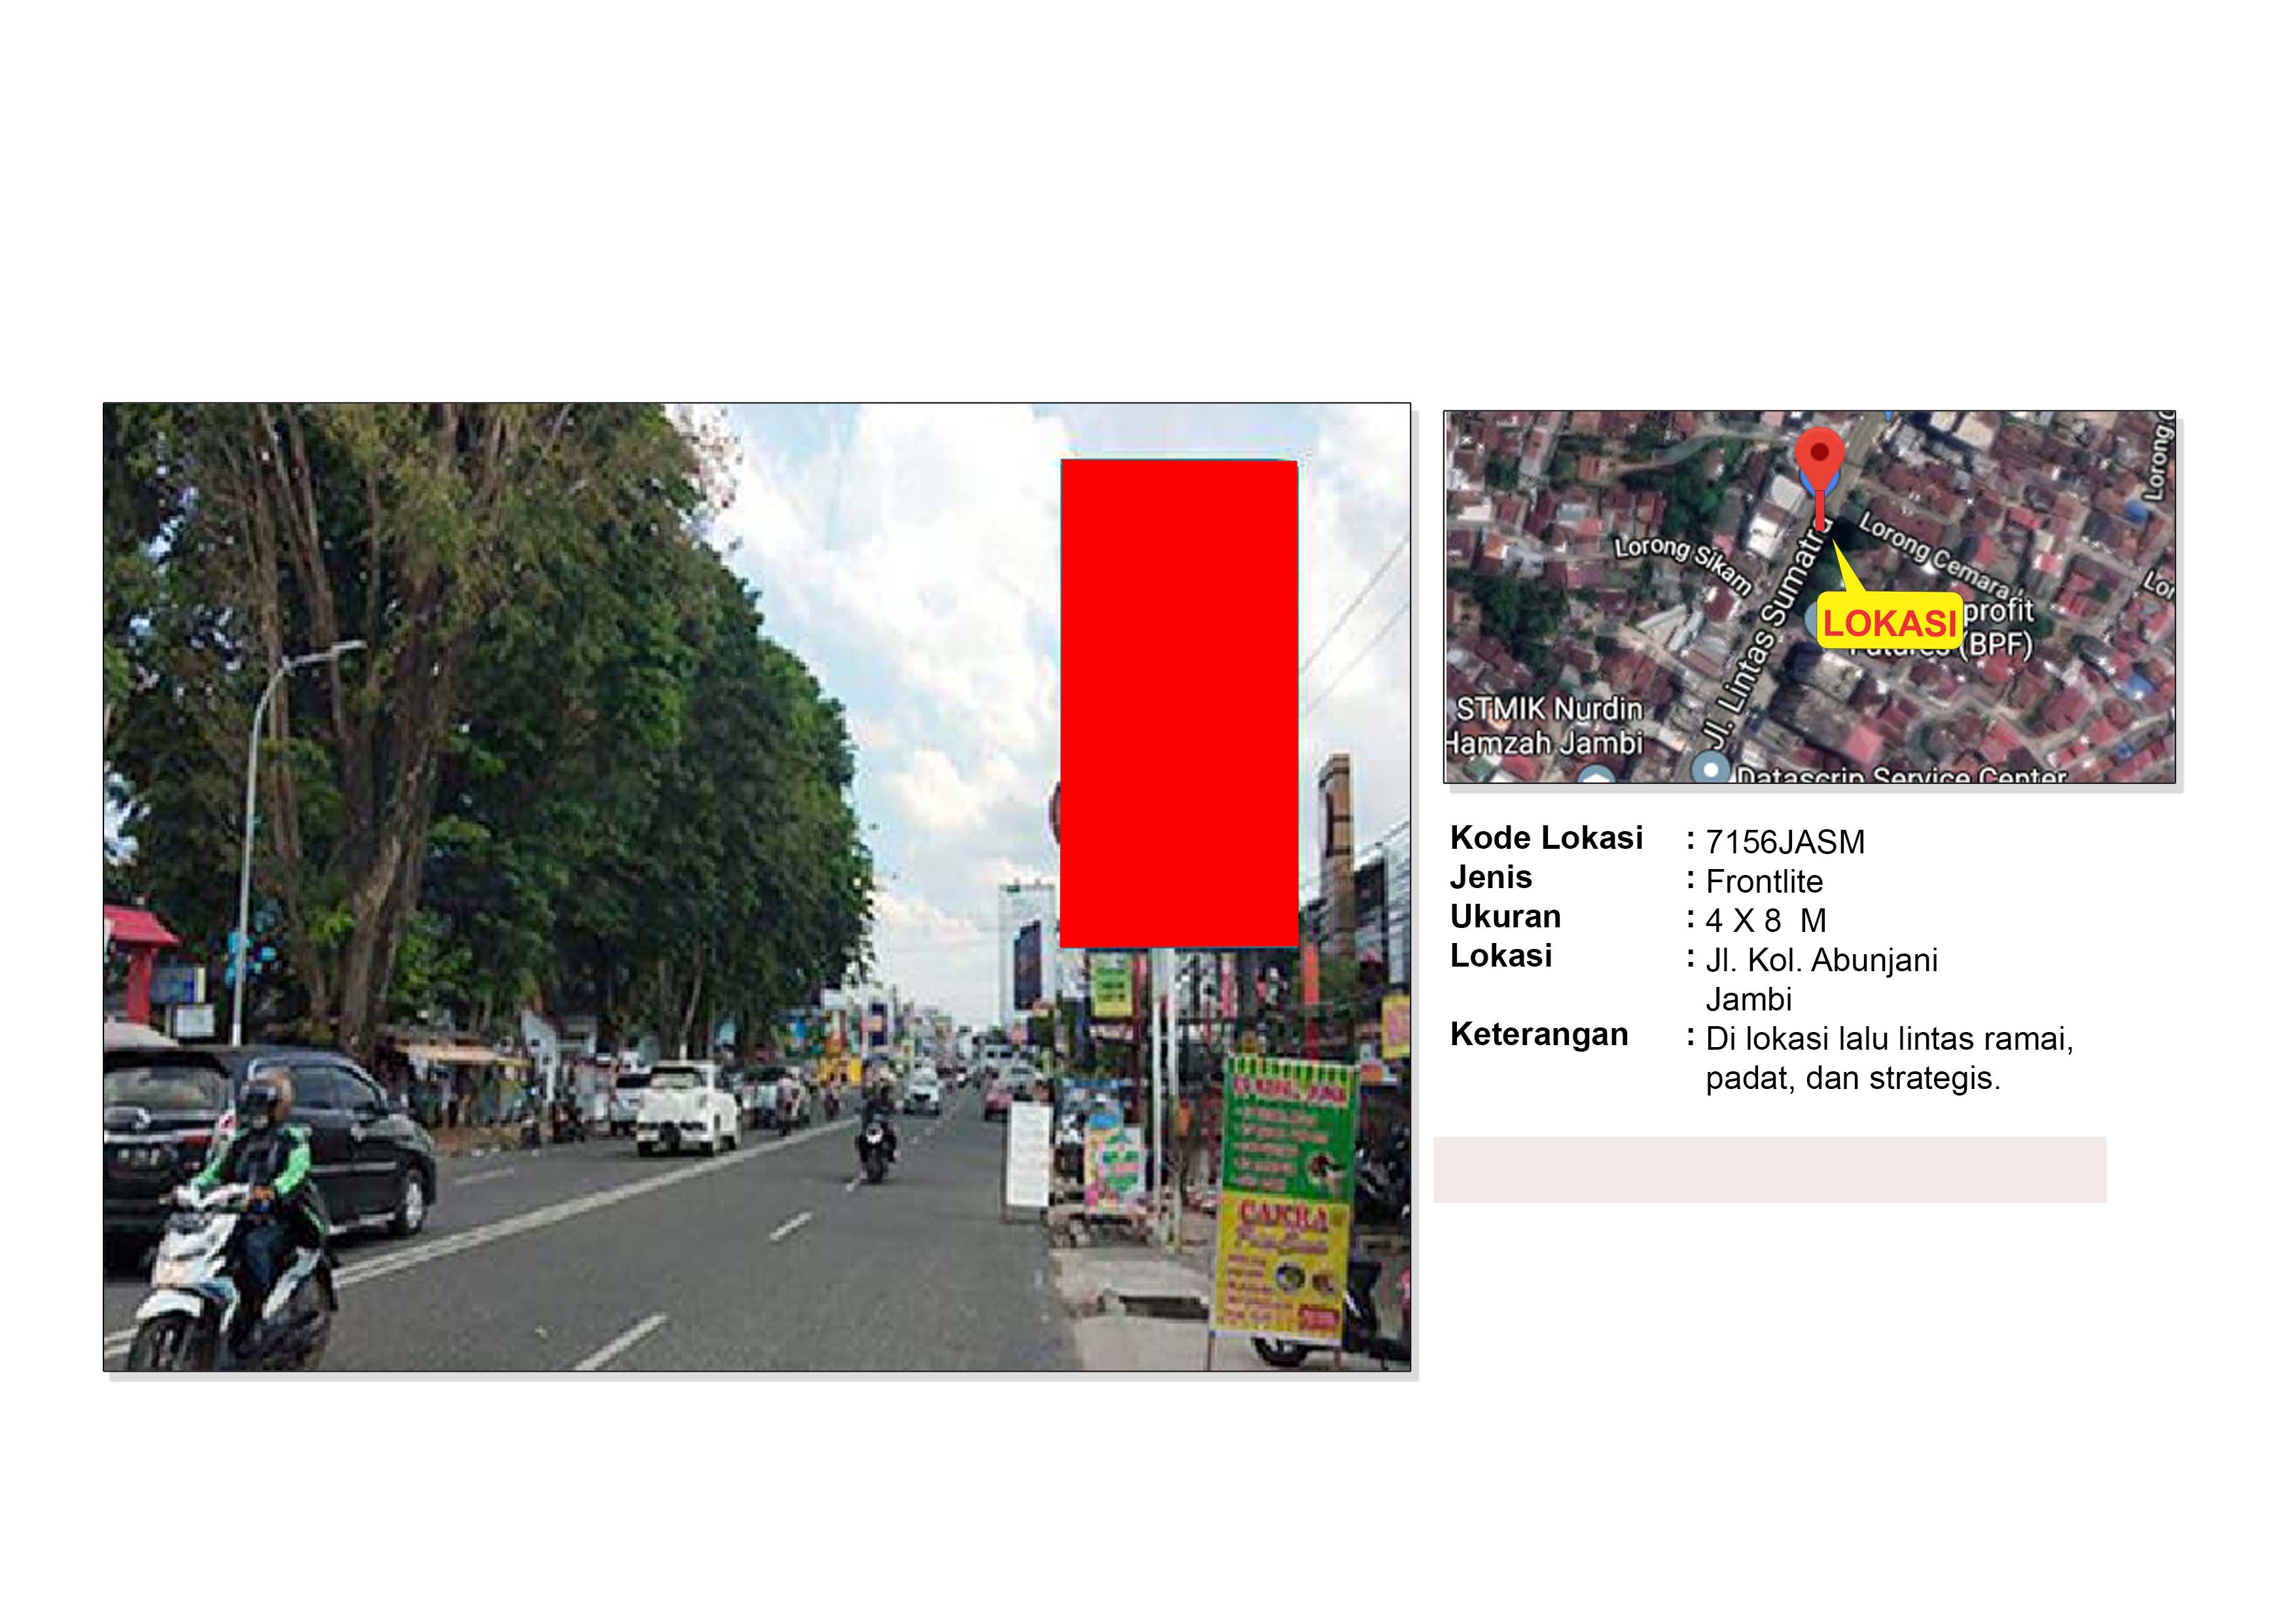 Lorong Sikam
Lorong Cemara
Jl. Lintas Sumatra
LOKASI
profit
(BPF)
STMIK Nurdin
Hamzah Jambi
Datascrip Service Center
Lorong
Kode Lokasi : 7156JASM
Jenis : Frontlite
Ukuran : 4 X 8 M
Lokasi : Jl. Kol. Abunjani
Jambi
Keterangan : Di lokasi lalu lintas ramai,
padat, dan strategis.